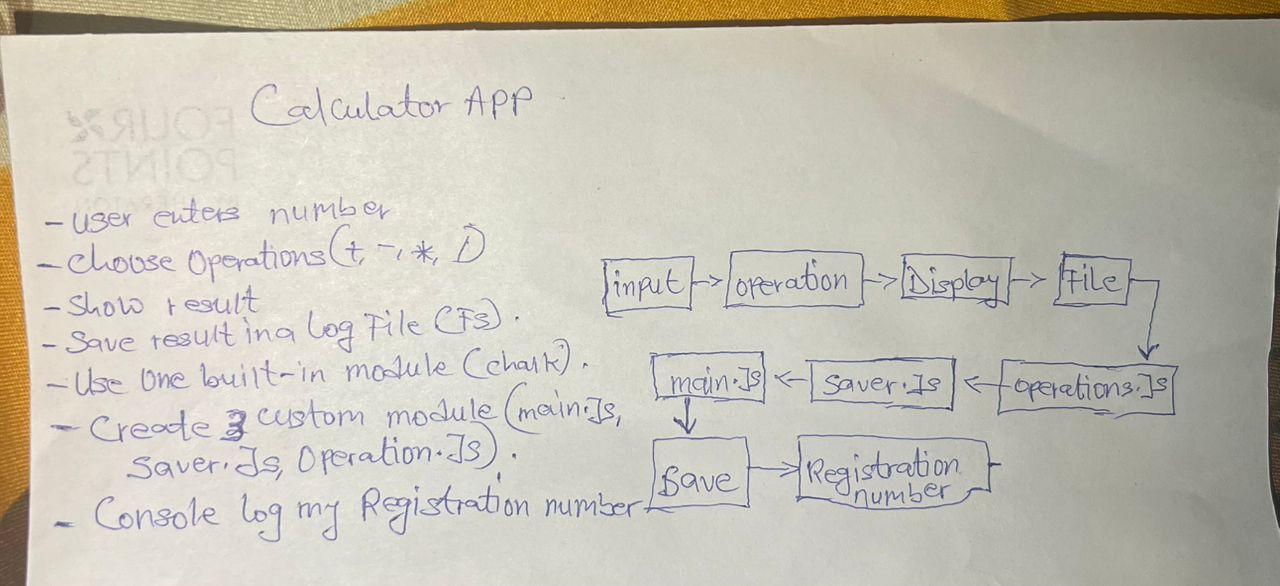 Calculator App
FOUR
POINTS
- user enters number
- choose Operations (+, -, *, /)
- Show result
- Save result in a Log File (Fs).
- Use One built-in module (chalk).
- Create 3 custom module (main.Js,
Saver.Js, Operation.Js).
- Console log my Registration number
input -> operation -> Display -> File
main.Js <- Saver.Js <- operations.Js
Save -> Registration
number